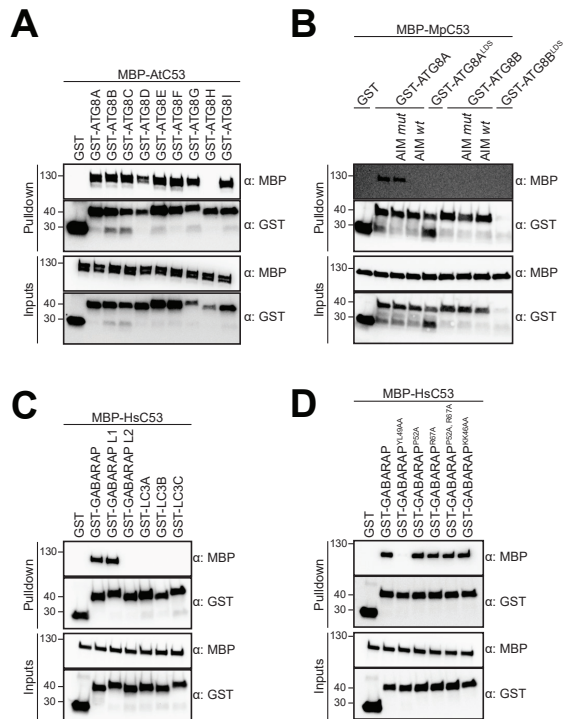 A
MBP-AtC53
GST
GST-ATG8A
GST-ATG8B
GST-ATG8C
GST-ATG8D
GST-ATG8E
GST-ATG8F
GST-ATG8G
GST-ATG8H
GST-ATG8I
Pulldown
130
α: MBP
40
30
α: GST
Inputs
130
α: MBP
40
30
α: GST
B
MBP-MpC53
GST
GST-ATG8A
GST-ATG8A^LDS
GST-ATG8B
GST-ATG8B^LDS
AIM mut
AIM wt
AIM mut
AIM wt
Pulldown
130
α: MBP
40
30
α: GST
Inputs
130
α: MBP
40
30
α: GST
C
MBP-HsC53
GST
GST-GABARAP
GST-GABARAP L1
GST-GABARAP L2
GST-LC3A
GST-LC3B
GST-LC3C
Pulldown
130
α: MBP
40
30
α: GST
Inputs
130
α: MBP
40
30
α: GST
D
MBP-HsC53
GST
GST-GABARAP
GST-GABARAP^YL49AA
GST-GABARAP^P52A
GST-GABARAP^R67A
GST-GABARAP^P52A, R67A
GST-GABARAP^KK46AA
Pulldown
130
α: MBP
40
30
α: GST
Inputs
130
α: MBP
40
30
α: GST